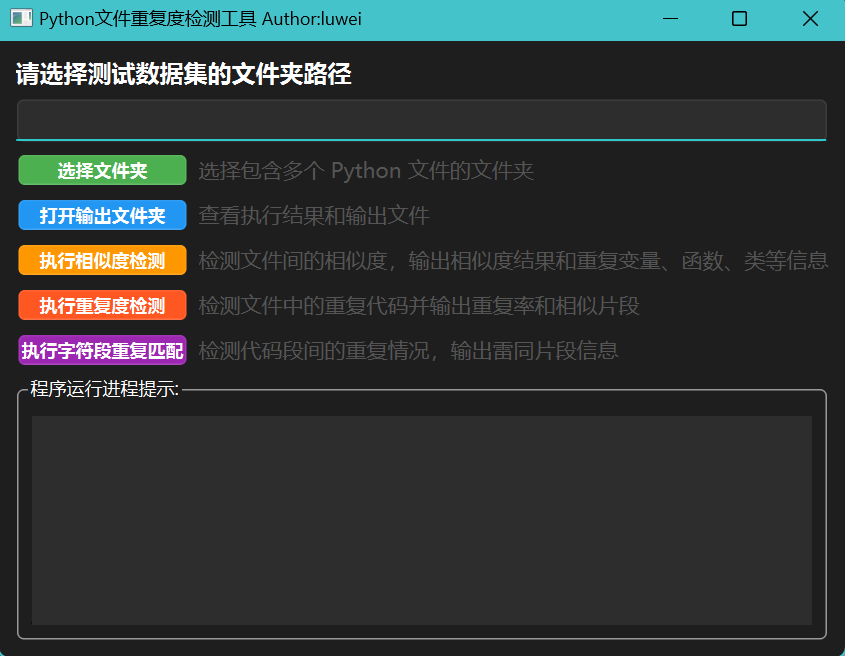 Python文件重复度检测工具 Author:luwei
请选择测试数据集的文件夹路径
选择文件夹 选择包含多个 Python 文件的文件夹
打开输出文件夹 查看执行结果和输出文件
执行相似度检测 检测文件间的相似度，输出相似度结果和重复变量、函数、类等信息
执行重复度检测 检测文件中的重复代码并输出重复率和相似片段
执行字符段重复匹配 检测代码段间的重复情况，输出雷同片段信息
程序运行进程提示: